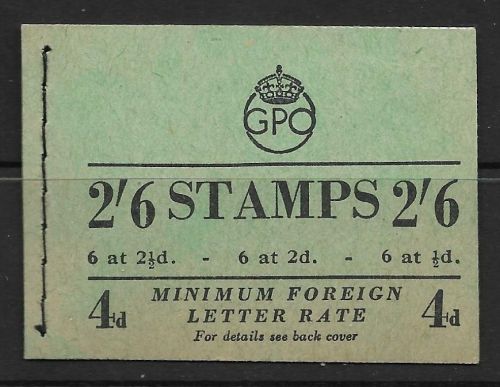 GPO
2'6 STAMPS 2'6
6 at 2½d. - 6 at 2d. - 6 at ½d.
4d MINIMUM FOREIGN LETTER RATE 4d
For details see back cover